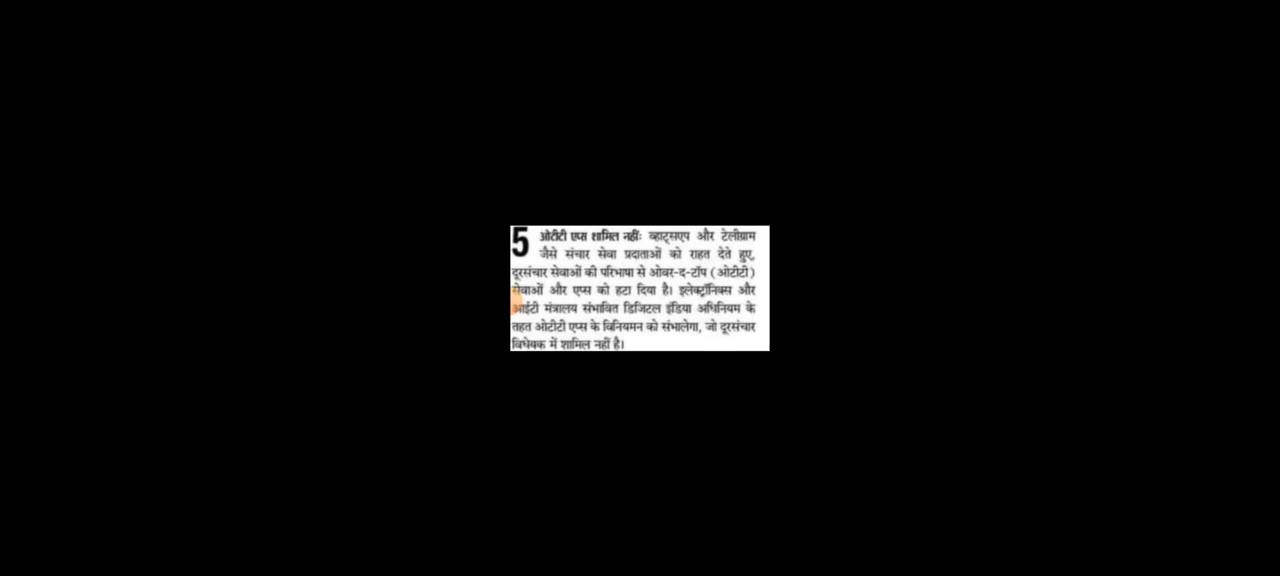 5 ओटीटी एप्स शामिल नहीं: व्हाट्सएप और टेलीग्राम
जैसे संचार सेवा प्रदाताओं को राहत देते हुए,
दूरसंचार सेवाओं की परिभाषा से ओवर-द-टॉप (ओटीटी)
सेवाओं और एप्स को हटा दिया है। इलेक्ट्रॉनिक्स और
आईटी मंत्रालय संभावित डिजिटल इंडिया अधिनियम के
तहत ओटीटी एप्स के विनियमन को संभालेगा, जो दूरसंचार
विधेयक में शामिल नहीं है।